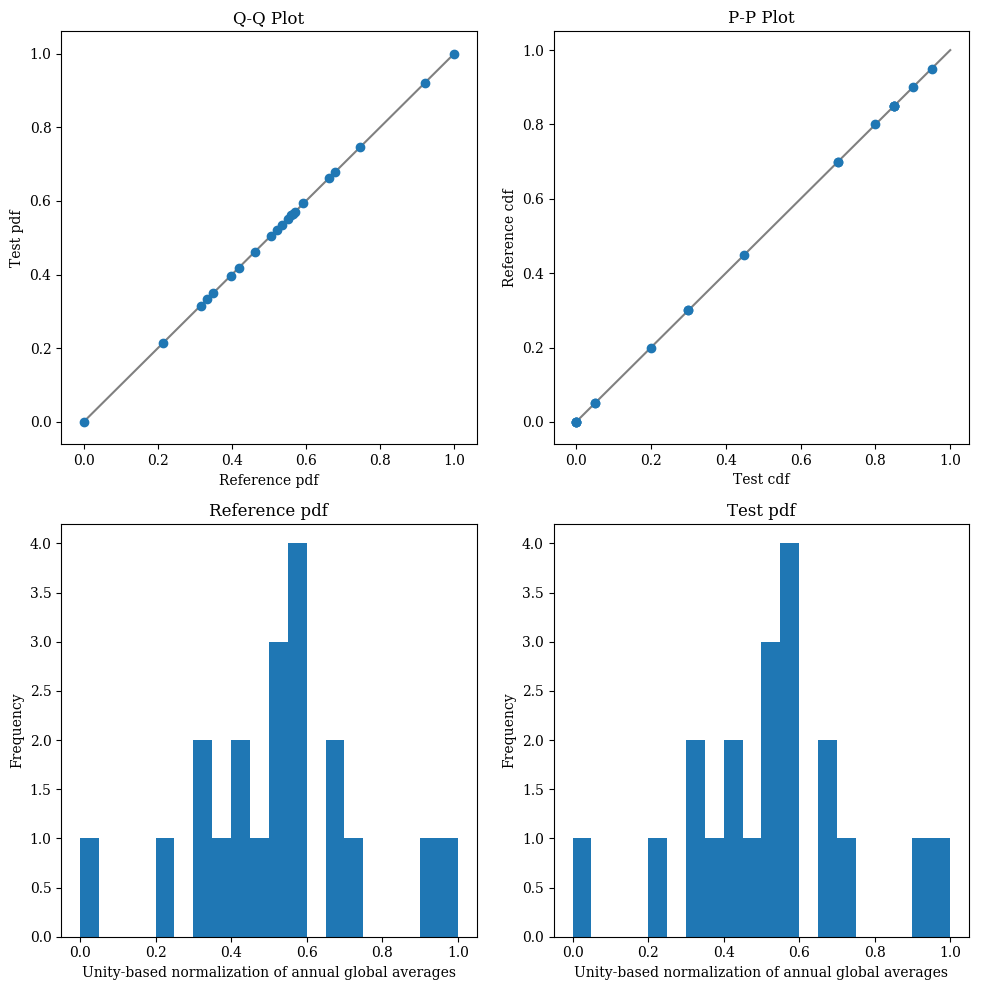 Q-Q Plot
1.0
0.8
0.6
0.4
0.2
0.0
Test pdf
0.0 0.2 0.4 0.6 0.8 1.0
Reference pdf
P-P Plot
1.0
0.8
0.6
0.4
0.2
0.0
Reference cdf
0.0 0.2 0.4 0.6 0.8 1.0
Test cdf
Reference pdf
4.0
3.5
3.0
2.5
2.0
1.5
1.0
0.5
0.0
Frequency
0.0 0.2 0.4 0.6 0.8 1.0
Unity-based normalization of annual global averages
Test pdf
4.0
3.5
3.0
2.5
2.0
1.5
1.0
0.5
0.0
Frequency
0.0 0.2 0.4 0.6 0.8 1.0
Unity-based normalization of annual global averages